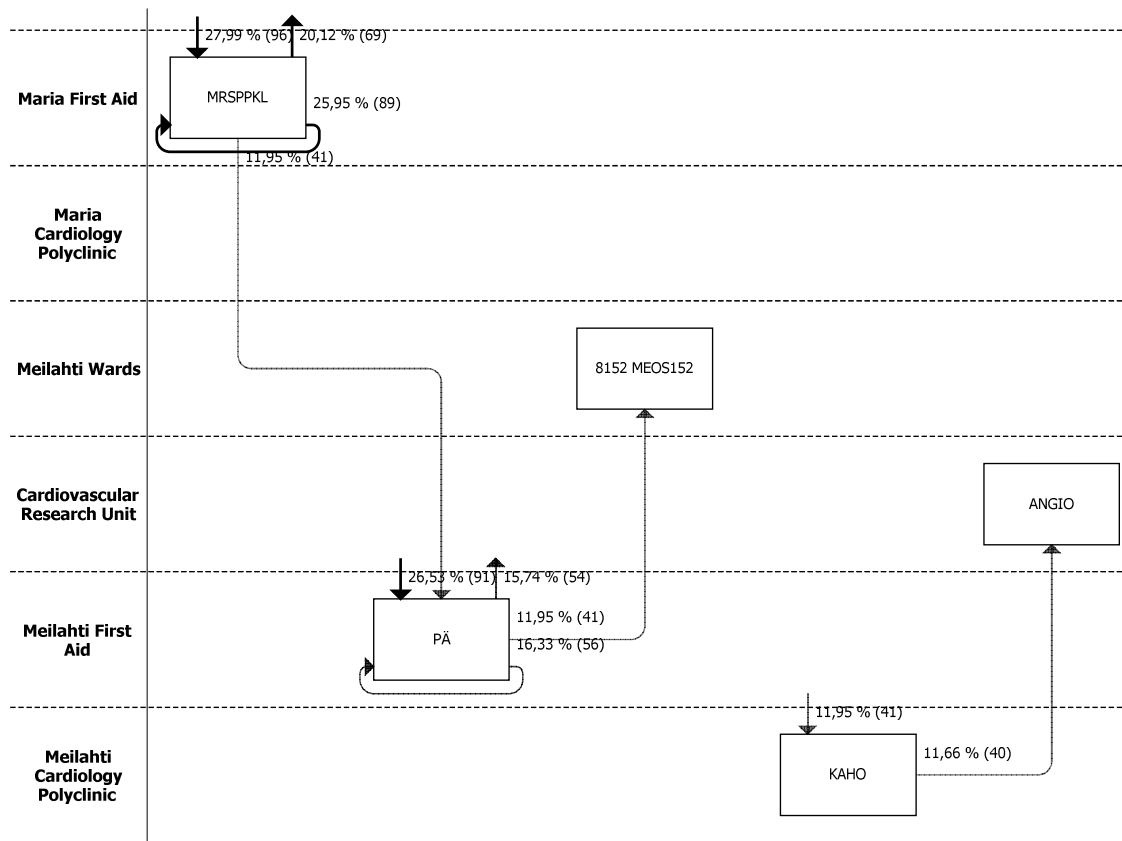 27,99 % (96)
20,12 % (69)
Maria First Aid
MRSPPKL
25,95 % (89)
11,95 % (41)
Maria
Cardiology
Polyclinic
Meilahti Wards
8152 MEOS152
Cardiovascular
Research Unit
ANGIO
26,53 % (91)
15,74 % (54)
Meilahti First
Aid
PÄ
11,95 % (41)
16,33 % (56)
11,95 % (41)
Meilahti
Cardiology
Polyclinic
KAHO
11,66 % (40)